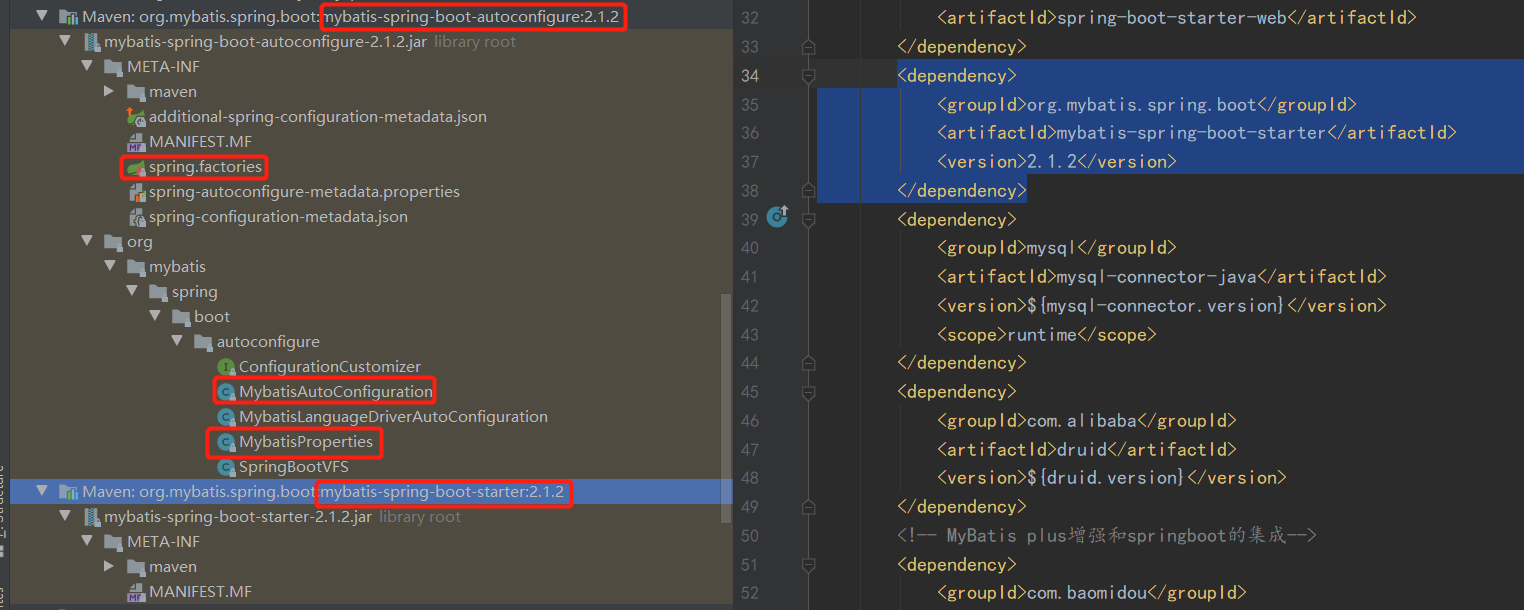 Maven: org.mybatis.spring.boot:mybatis-spring-boot-autoconfigure:2.1.2
mybatis-spring-boot-autoconfigure-2.1.2.jar library root
META-INF
maven
additional-spring-configuration-metadata.json
MANIFEST.MF
spring.factories
spring-autoconfigure-metadata.properties
spring-configuration-metadata.json
org
mybatis
spring
boot
autoconfigure
ConfigurationCustomizer
MybatisAutoConfiguration
MybatisLanguageDriverAutoConfiguration
MybatisProperties
SpringBootVFS
Maven: org.mybatis.spring.boot:mybatis-spring-boot-starter:2.1.2
mybatis-spring-boot-starter-2.1.2.jar library root
META-INF
maven
MANIFEST.MF
32 <artifactId>spring-boot-starter-web</artifactId>
33 </dependency>
34 <dependency>
35 <groupId>org.mybatis.spring.boot</groupId>
36 <artifactId>mybatis-spring-boot-starter</artifactId>
37 <version>2.1.2</version>
38 </dependency>
39 <dependency>
40 <groupId>mysql</groupId>
41 <artifactId>mysql-connector-java</artifactId>
42 <version>${mysql-connector.version}</version>
43 <scope>runtime</scope>
44 </dependency>
45 <dependency>
46 <groupId>com.alibaba</groupId>
47 <artifactId>druid</artifactId>
48 <version>${druid.version}</version>
49 </dependency>
50 <!-- MyBatis plus增强和springboot的集成-->
51 <dependency>
52 <groupId>com.baomidou</groupId>